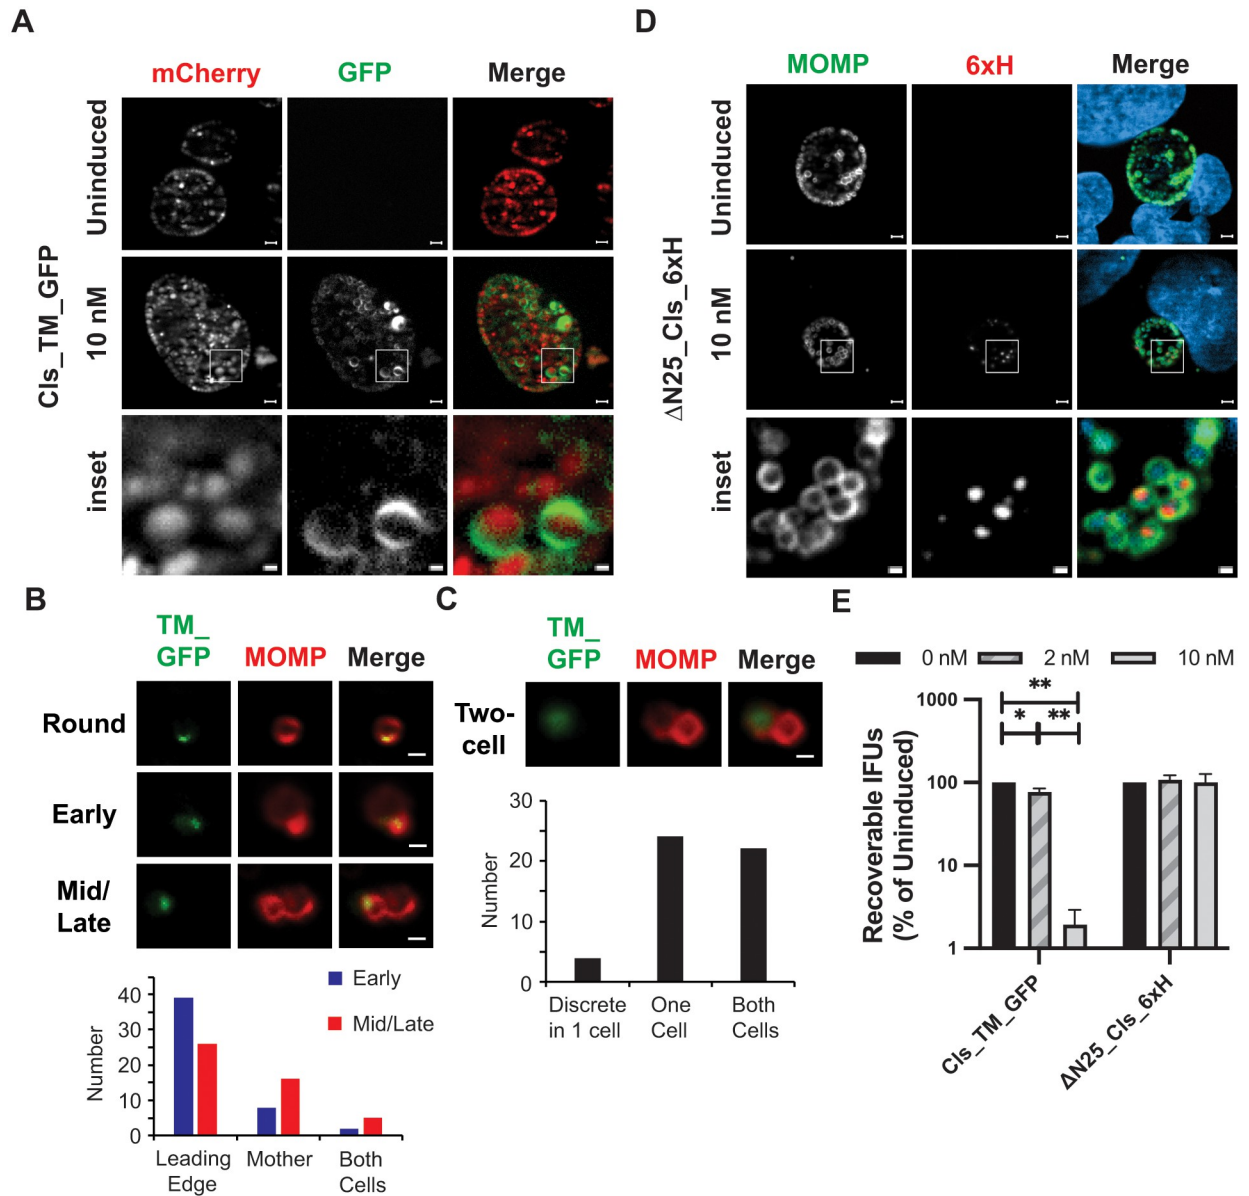 A
mCherry GFP Merge
Cls_TM_GFP
Uninduced
10 nM
inset
D
MOMP 6xH Merge
ΔN25_Cls_6xH
Uninduced
10 nM
inset
B
TM_
GFP MOMP Merge
Round
Early
Mid/
Late
Early
Mid/Late
Number
40
30
20
10
0
Leading
Edge
Mother
Both
Cells
C
TM_
GFP MOMP Merge
Two-
cell
Number
30
20
10
0
Discrete
in 1 cell
One
Cell
Both
Cells
E
0 nM 2 nM 10 nM
Recoverable IFUs
(% of Uninduced)
1000
100
10
1
**
* **
Cls_TM_GFP
ΔN25_Cls_6xH